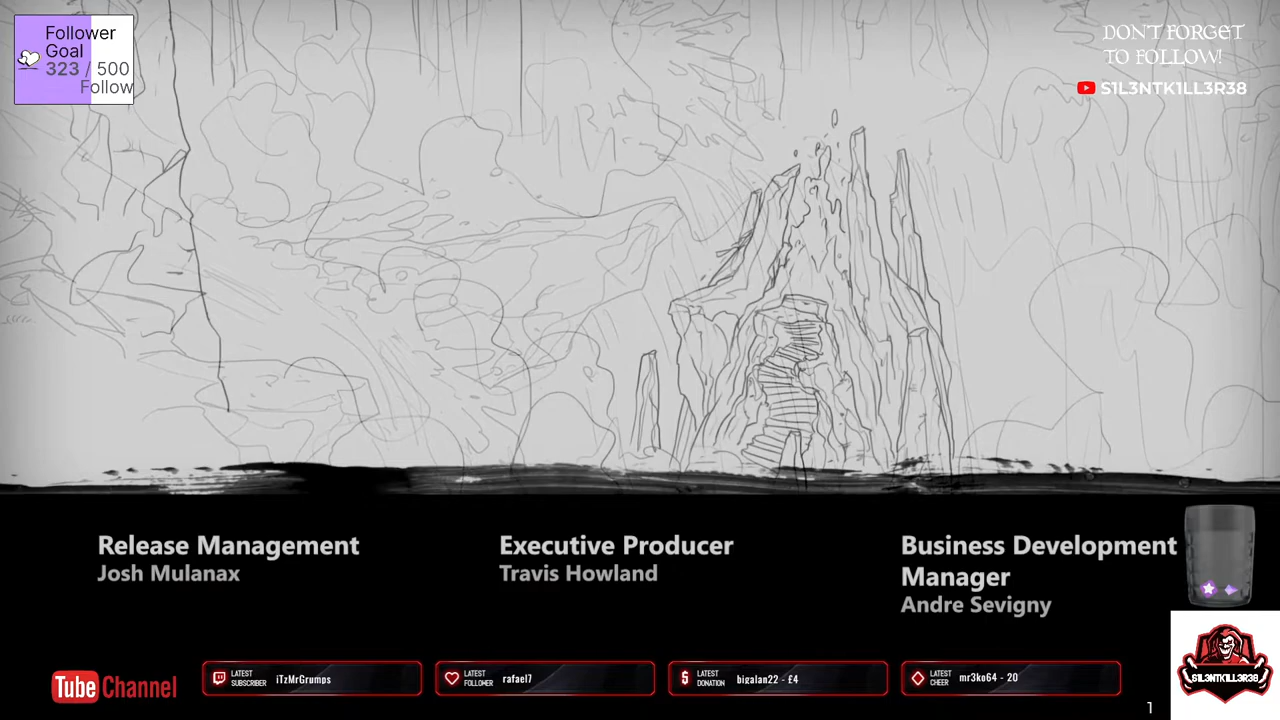 Follower
Goal
323 / 500
Follow
DON'T FORGET
TO FOLLOW!
S1L3NTK1LL3R38
Release Management
Josh Mulanax
Executive Producer
Travis Howland
Business Development
Manager
Andre Sevigny
Tube Channel
LATEST
SUBSCRIBER
iTzMrGrumps
LATEST
FOLLOWER
rafael7
LATEST
DONATION
bigalan22 - £4
LATEST
CHEER
mr3ko64 - 20
S1L3NTK1LL3R38
1